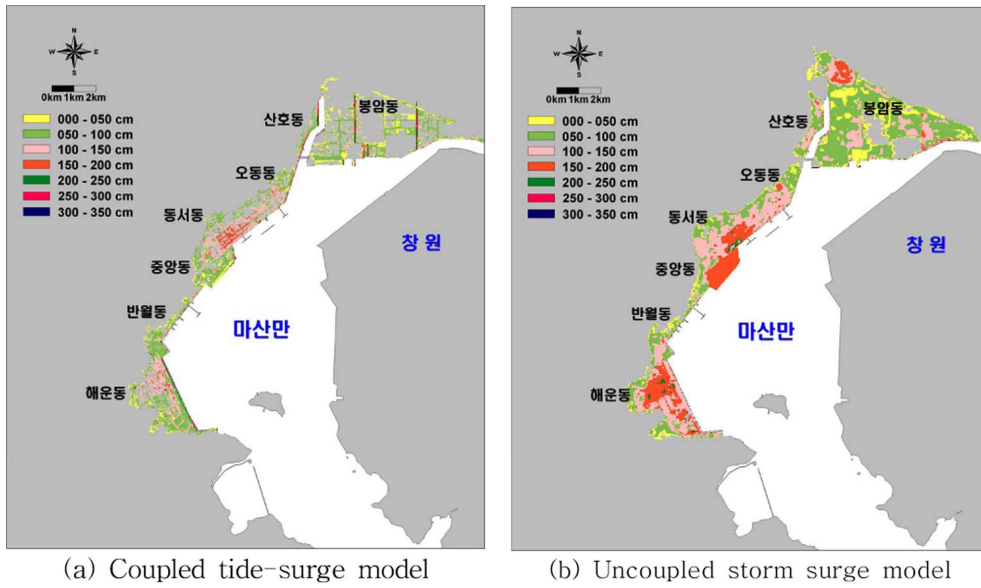 N
W E
S
0km 1km 2km
000 - 050 cm
050 - 100 cm
100 - 150 cm
150 - 200 cm
200 - 250 cm
250 - 300 cm
300 - 350 cm
봉암동
산호동
오동동
동서동
창원
중앙동
반월동
마산만
해운동
(a) Coupled tide-surge model
N
W E
S
0km 1km 2km
000 - 050 cm
050 - 100 cm
100 - 150 cm
150 - 200 cm
200 - 250 cm
250 - 300 cm
300 - 350 cm
봉암동
산호동
오동동
동서동
창원
중앙동
반월동
마산만
해운동
(b) Uncoupled storm surge model